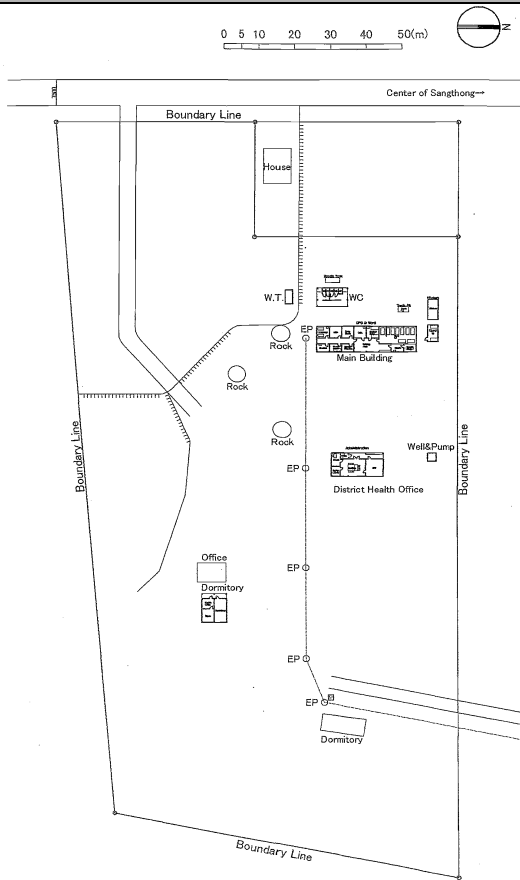 0 5 10 20 30 40 50(m)
N
Center of Sangthong→
Boundary Line
House
W.T.
WC
EP
Rock
Main Building
Rock
Rock
Boundary Line
Well&Pump
Boundary Line
EP
Administration
District Health Office
Office
EP
Dormitory
EP
EP
Dormitory
Boundary Line